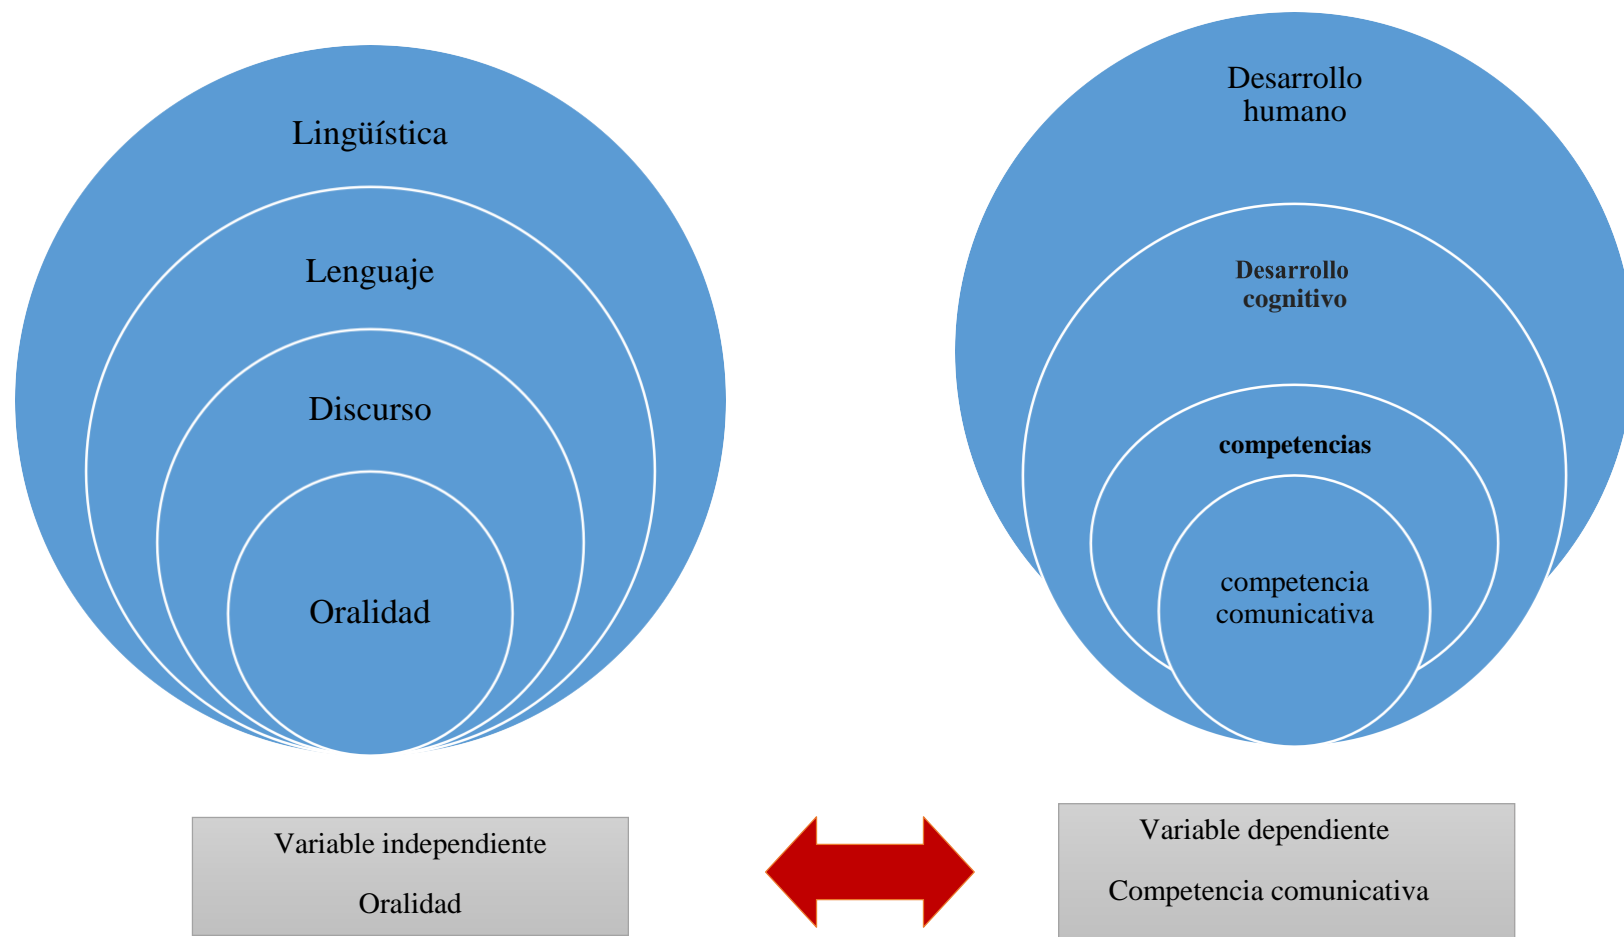 Lingüística
Lenguaje
Discurso
Oralidad
Desarrollo
humano
Desarrollo
cognitivo
competencias
competencia
comunicativa
Variable independiente
Oralidad
Variable dependiente
Competencia comunicativa